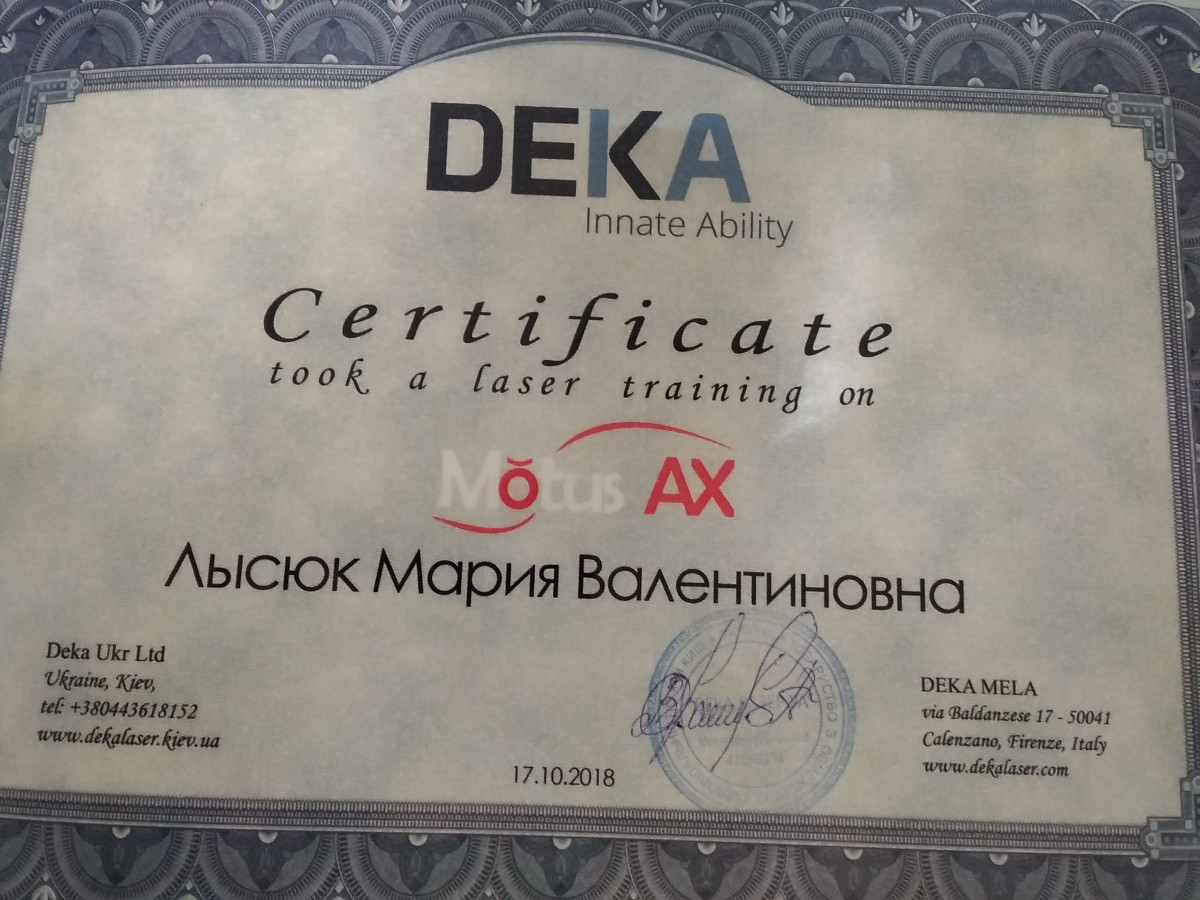 DEKA
Innate Ability
Certificate
took a laser training on
Mŏtus AX
Лысюк Мария Валентиновна
Deka Ukr Ltd
Ukraine, Kiev,
tel: +380443618152
www.dekalaser.kiev.ua
17.10.2018
DEKA MELA
via Baldanzese 17 - 50041
Calenzano, Firenze, Italy
www.dekalaser.com